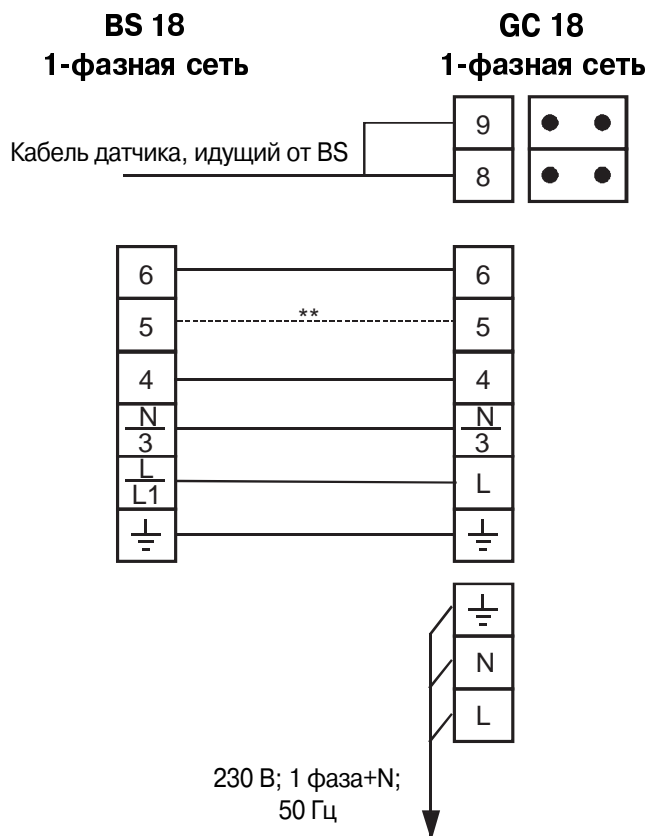 BS 18
1-фазная сеть
GC 18
1-фазная сеть
9
Кабель датчика, идущий от BS
8
6
6
5
**
5
4
4
N
3
N
3
L
L1
L
N
L
230 В; 1 фаза+N;
50 Гц